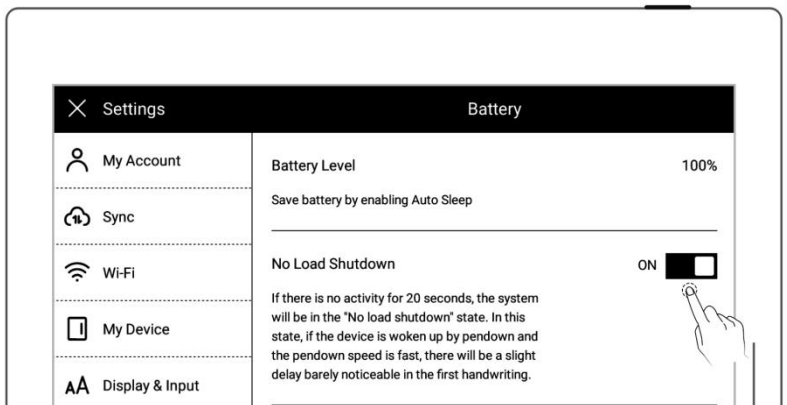 Settings
Battery
My Account
Sync
Wi-Fi
My Device
Display & Input
Battery Level
100%
Save battery by enabling Auto Sleep
No Load Shutdown
ON
If there is no activity for 20 seconds, the system
will be in the "No load shutdown" state. In this
state, if the device is woken up by pendown and
the pendown speed is fast, there will be a slight
delay barely noticeable in the first handwriting.
AA